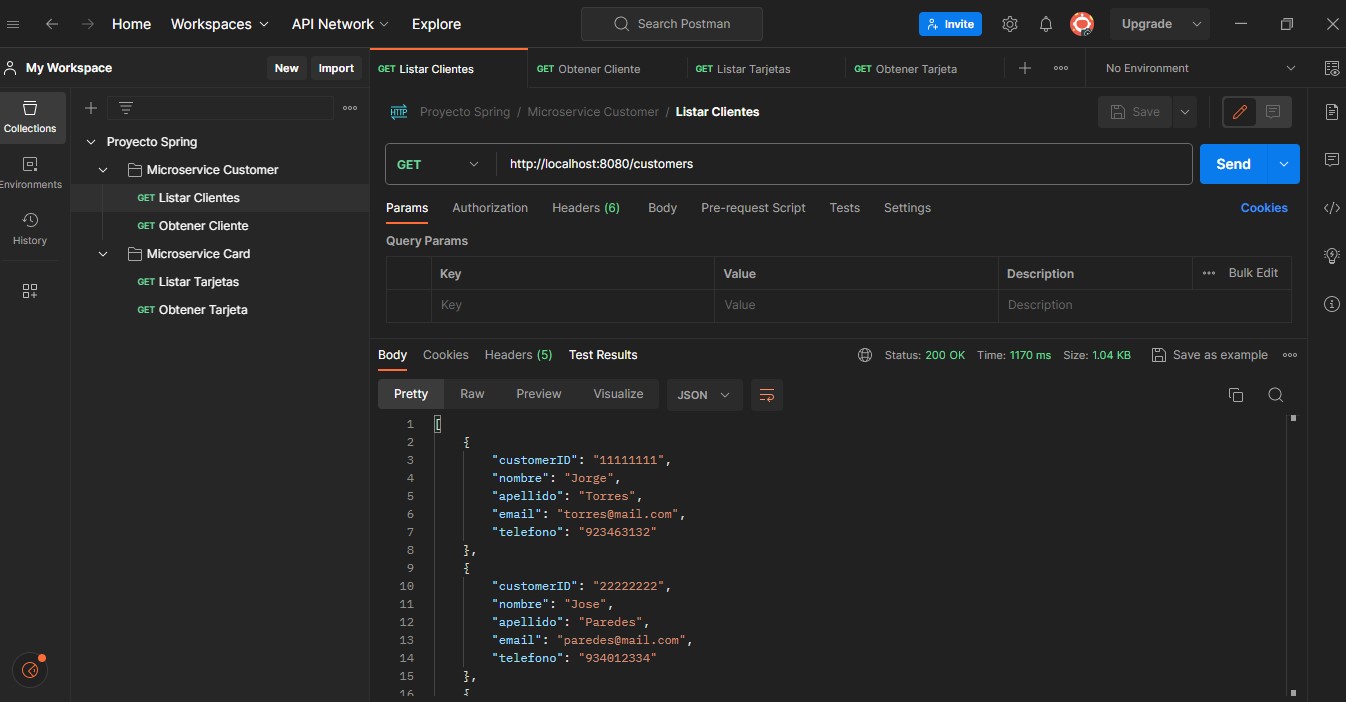 Home Workspaces API Network Explore Search Postman Invite Upgrade
My Workspace New Import GET Listar Clientes GET Obtener Cliente GET Listar Tarjetas GET Obtener Tarjeta No Environment
Collections
Environments
History
Proyecto Spring
Microservice Customer
GET Listar Clientes
GET Obtener Cliente
Microservice Card
GET Listar Tarjetas
GET Obtener Tarjeta
HTTP Proyecto Spring / Microservice Customer / Listar Clientes Save
GET http://localhost:8080/customers Send
Params Authorization Headers (6) Body Pre-request Script Tests Settings Cookies
Query Params
Key Value Description Bulk Edit
Key Value Description
Body Cookies Headers (5) Test Results Status: 200 OK Time: 1170 ms Size: 1.04 KB Save as example
Pretty Raw Preview Visualize JSON
1 [
2 {
3 "customerID": "11111111",
4 "nombre": "Jorge",
5 "apellido": "Torres",
6 "email": "torres@mail.com",
7 "telefono": "923463132"
8 },
9 {
10 "customerID": "22222222",
11 "nombre": "Jose",
12 "apellido": "Paredes",
13 "email": "paredes@mail.com",
14 "telefono": "934012334"
15 },
16 {